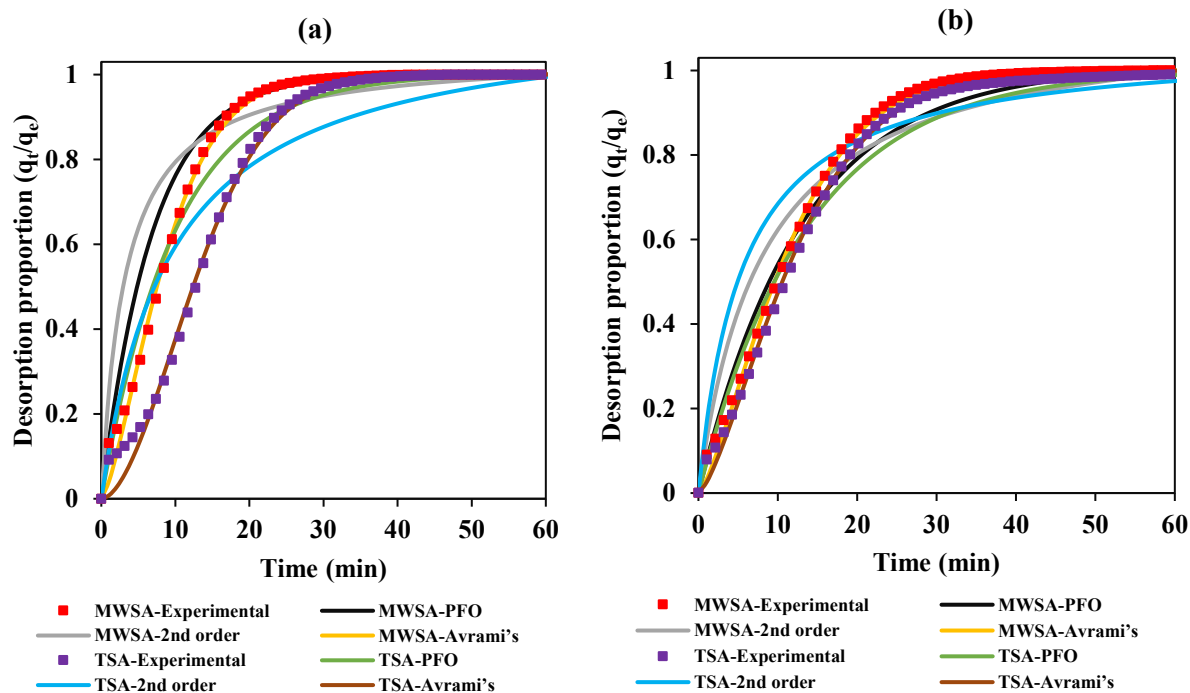 (a)
Desorption proportion (qt/qe)
1
0.8
0.6
0.4
0.2
0
0 10 20 30 40 50 60
Time (min)
MWSA-Experimental MWSA-PFO
MWSA-2nd order MWSA-Avrami's
TSA-Experimental TSA-PFO
TSA-2nd order TSA-Avrami's
(b)
Desorption proportion (qt/qe)
1
0.8
0.6
0.4
0.2
0
0 10 20 30 40 50 60
Time (min)
MWSA-Experimental MWSA-PFO
MWSA-2nd order MWSA-Avrami's
TSA-Experimental TSA-PFO
TSA-2nd order TSA-Avrami's